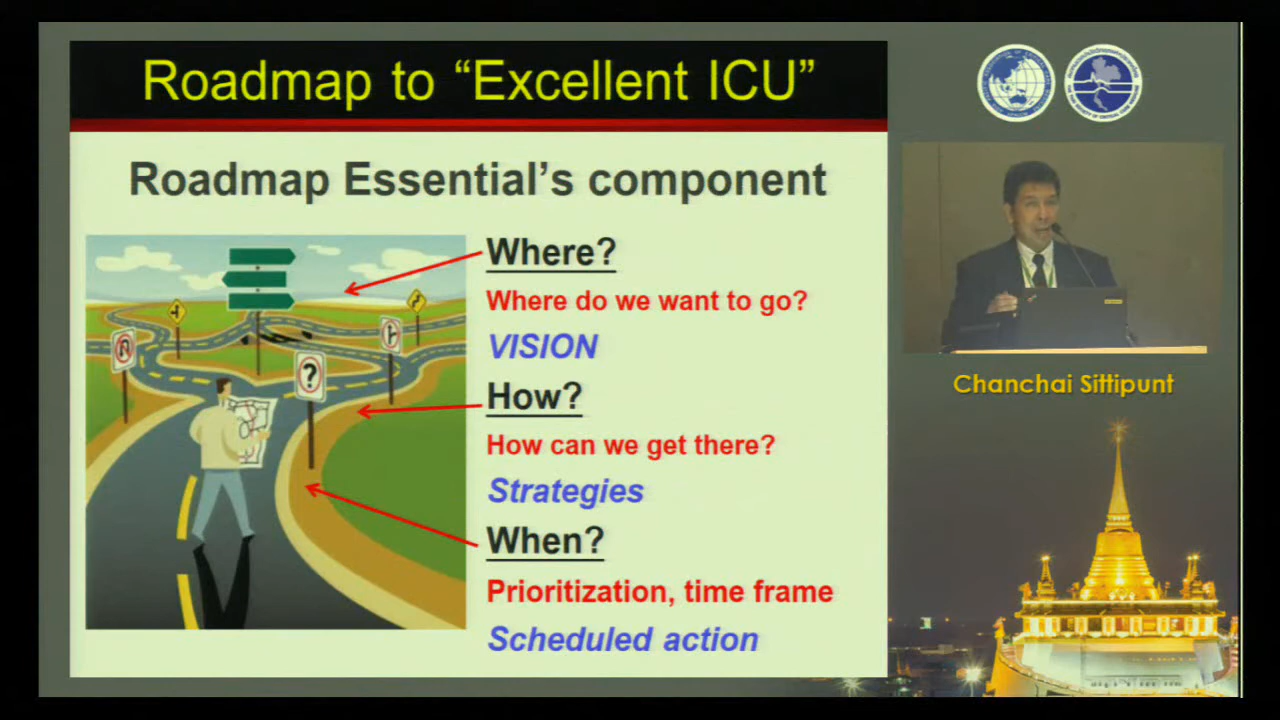 Roadmap to “Excellent ICU”
Roadmap Essential’s component
Where?
Where do we want to go?
VISION
How?
How can we get there?
Strategies
When?
Prioritization, time frame
Scheduled action
?
Chanchai Sittipunt